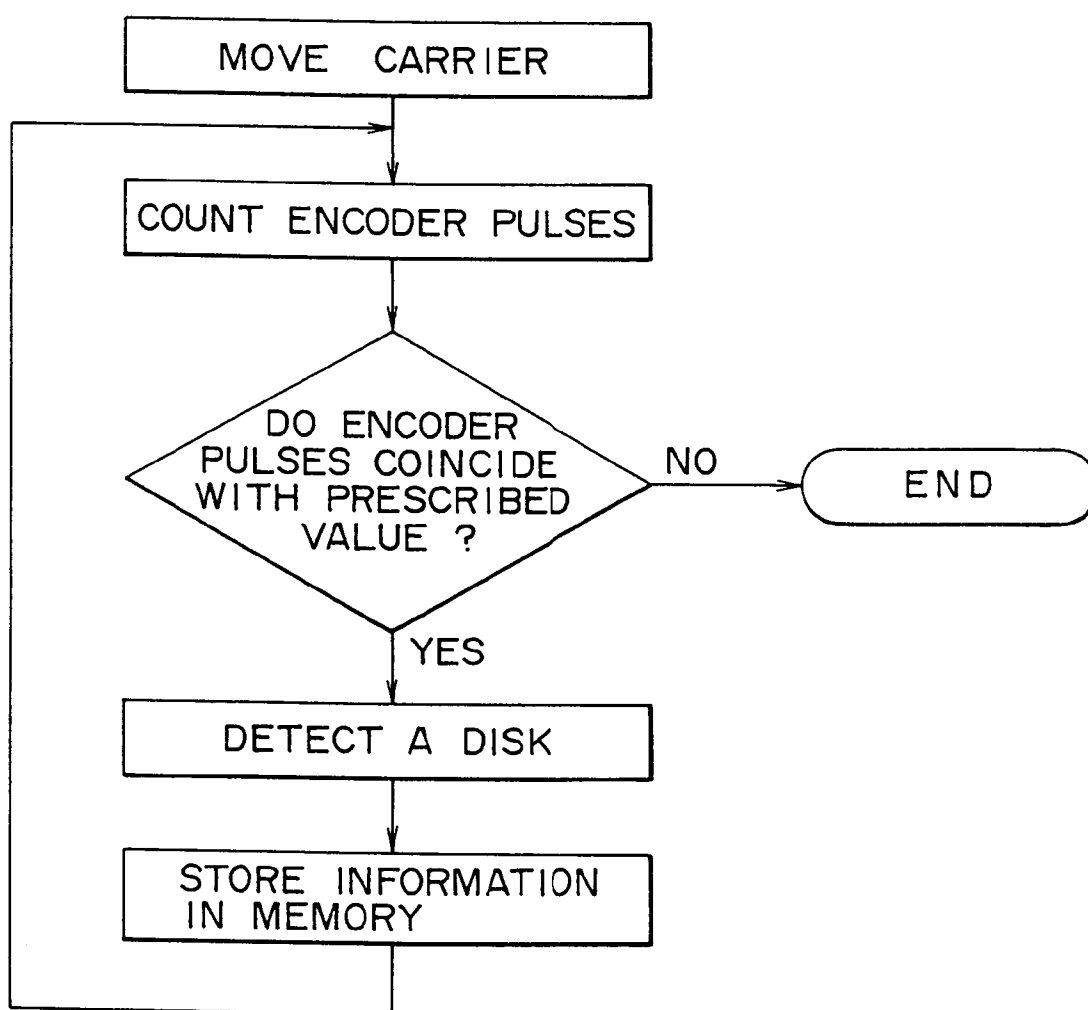 MOVE CARRIER
COUNT ENCODER PULSES
DO ENCODER
PULSES COINCIDE
WITH PRESCRIBED
VALUE ?
NO
END
YES
DETECT A DISK
STORE INFORMATION
IN MEMORY